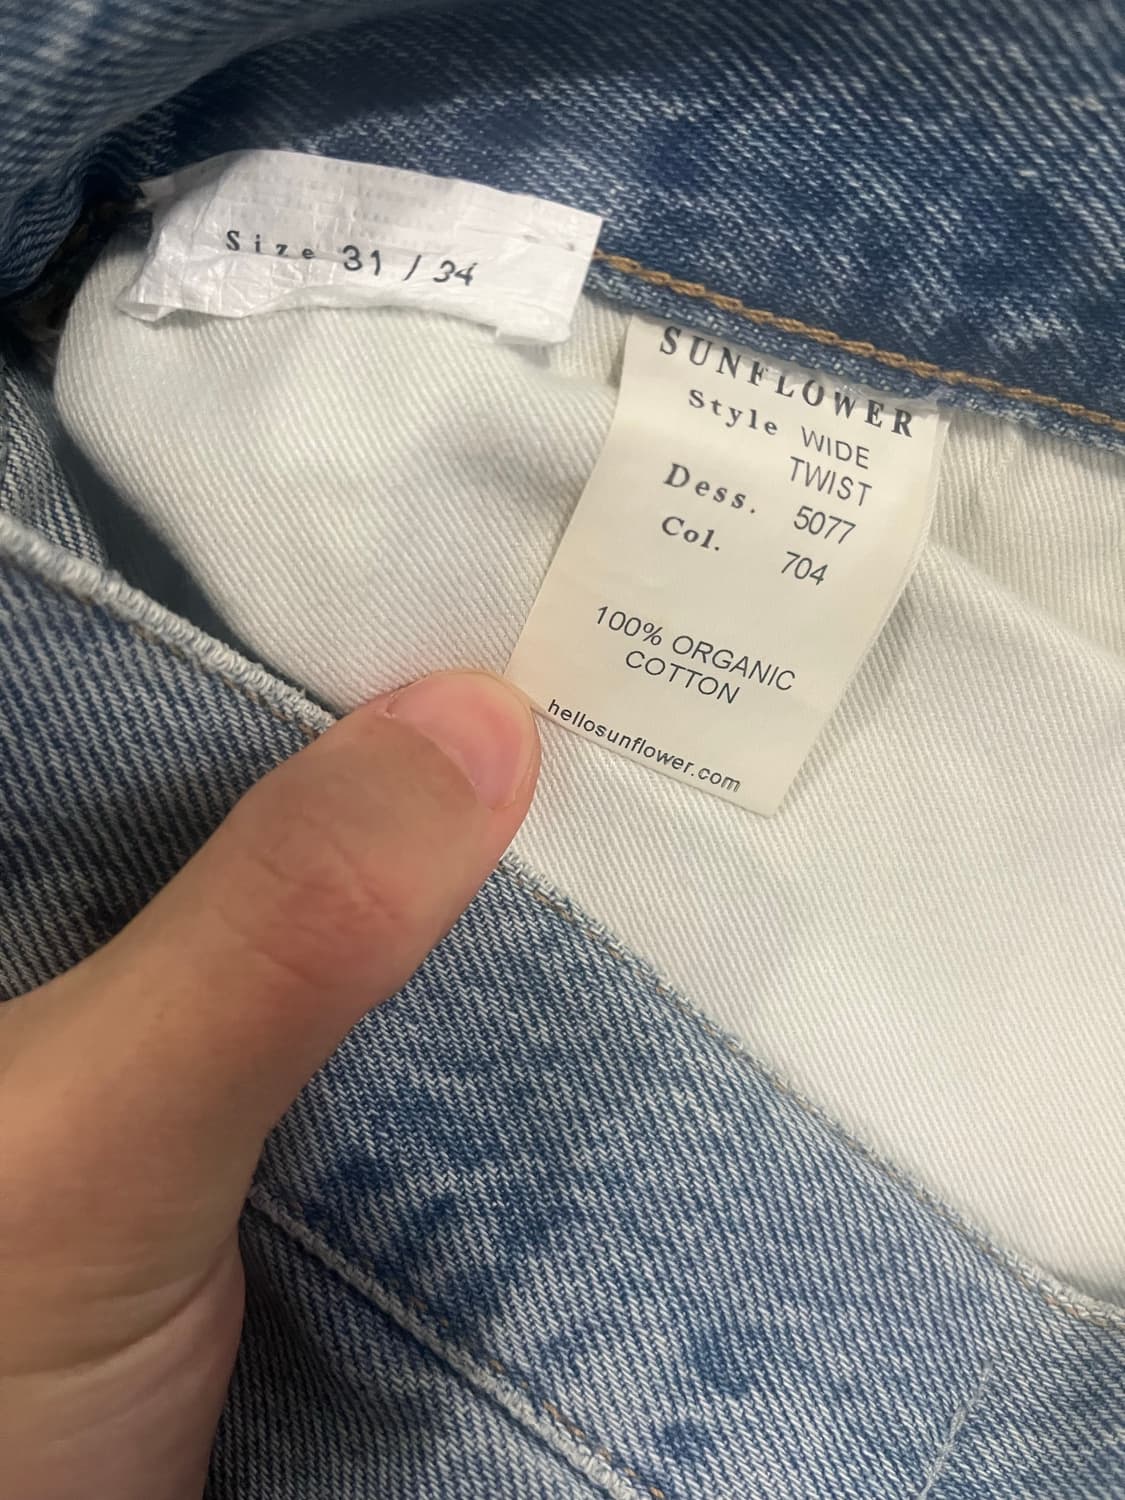 Size 31 / 34
SUNFLOWER
Style WIDE
TWIST
Dess. 5077
Col. 704
100% ORGANIC
COTTON
hellosunflower.com